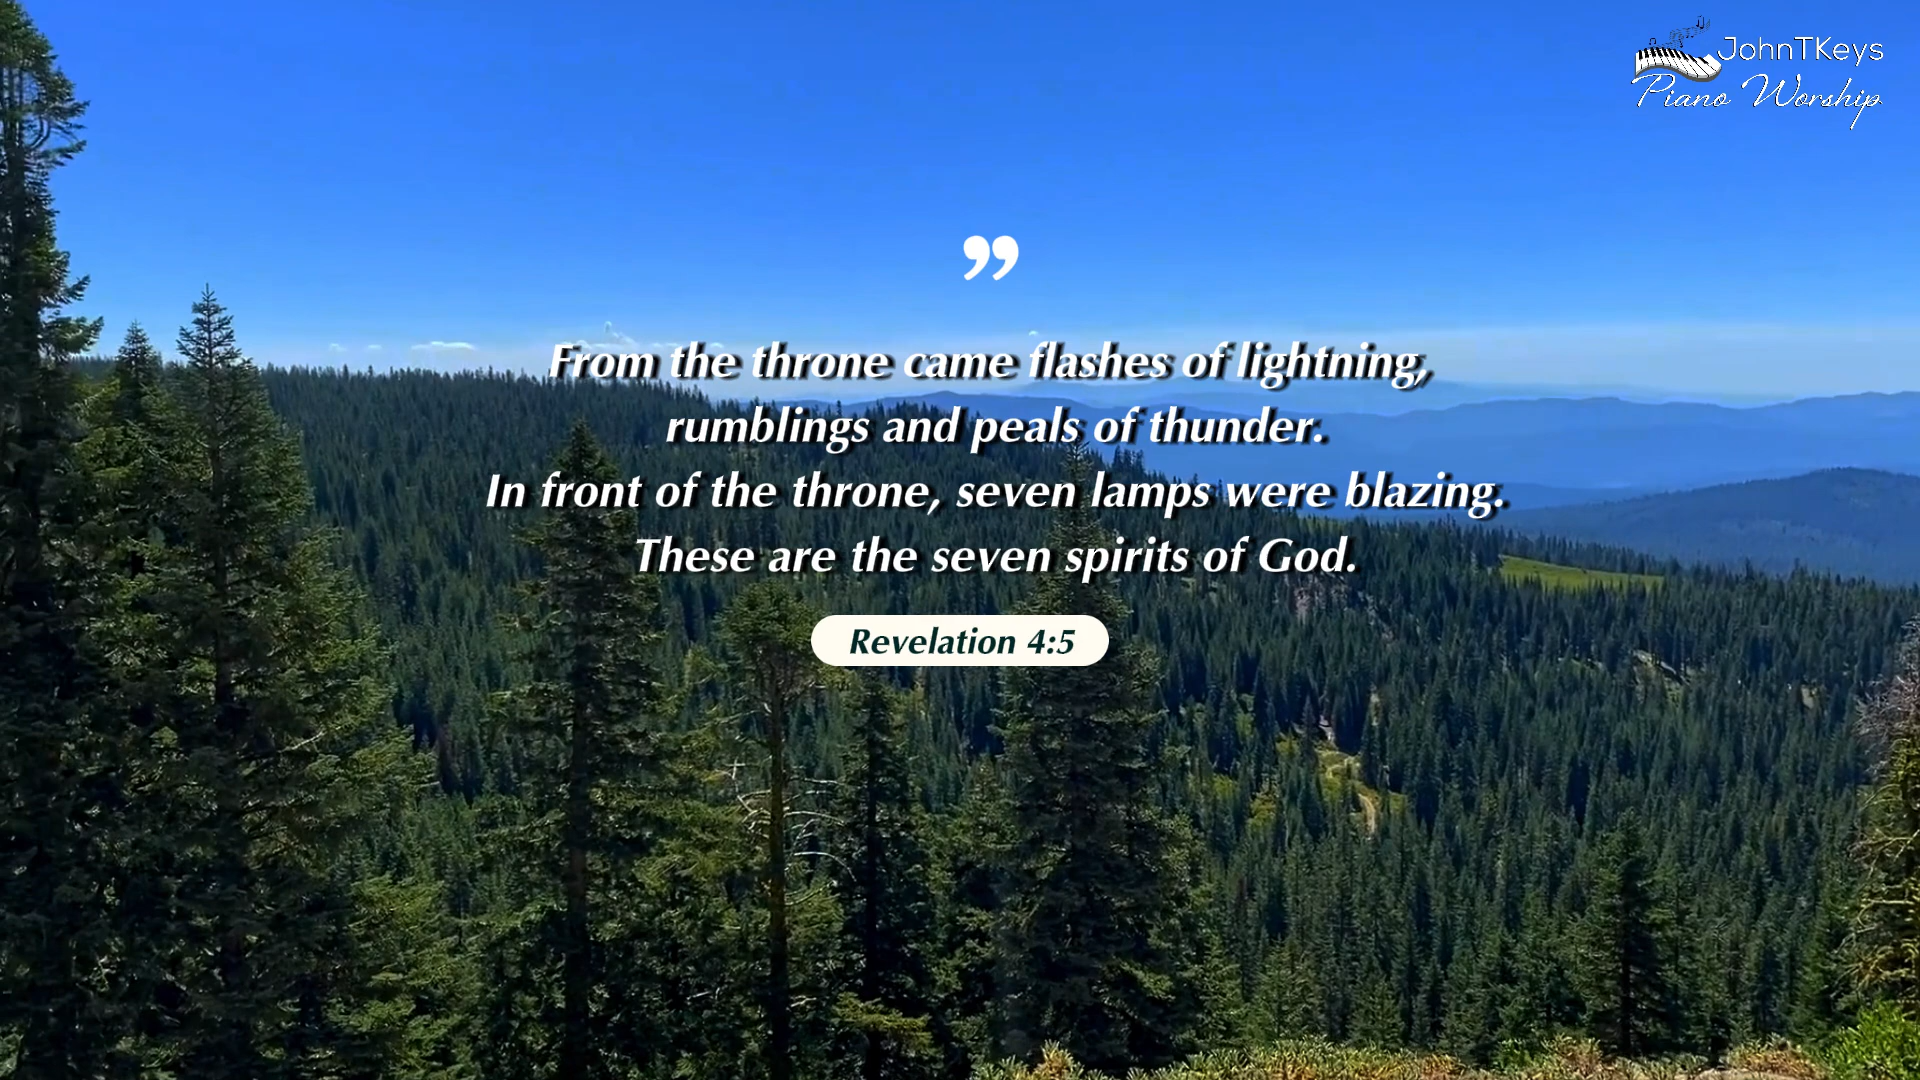 JohnTKeys
Piano Worship
”
From the throne came flashes of lightning,
rumblings and peals of thunder.
In front of the throne, seven lamps were blazing.
These are the seven spirits of God.
Revelation 4:5